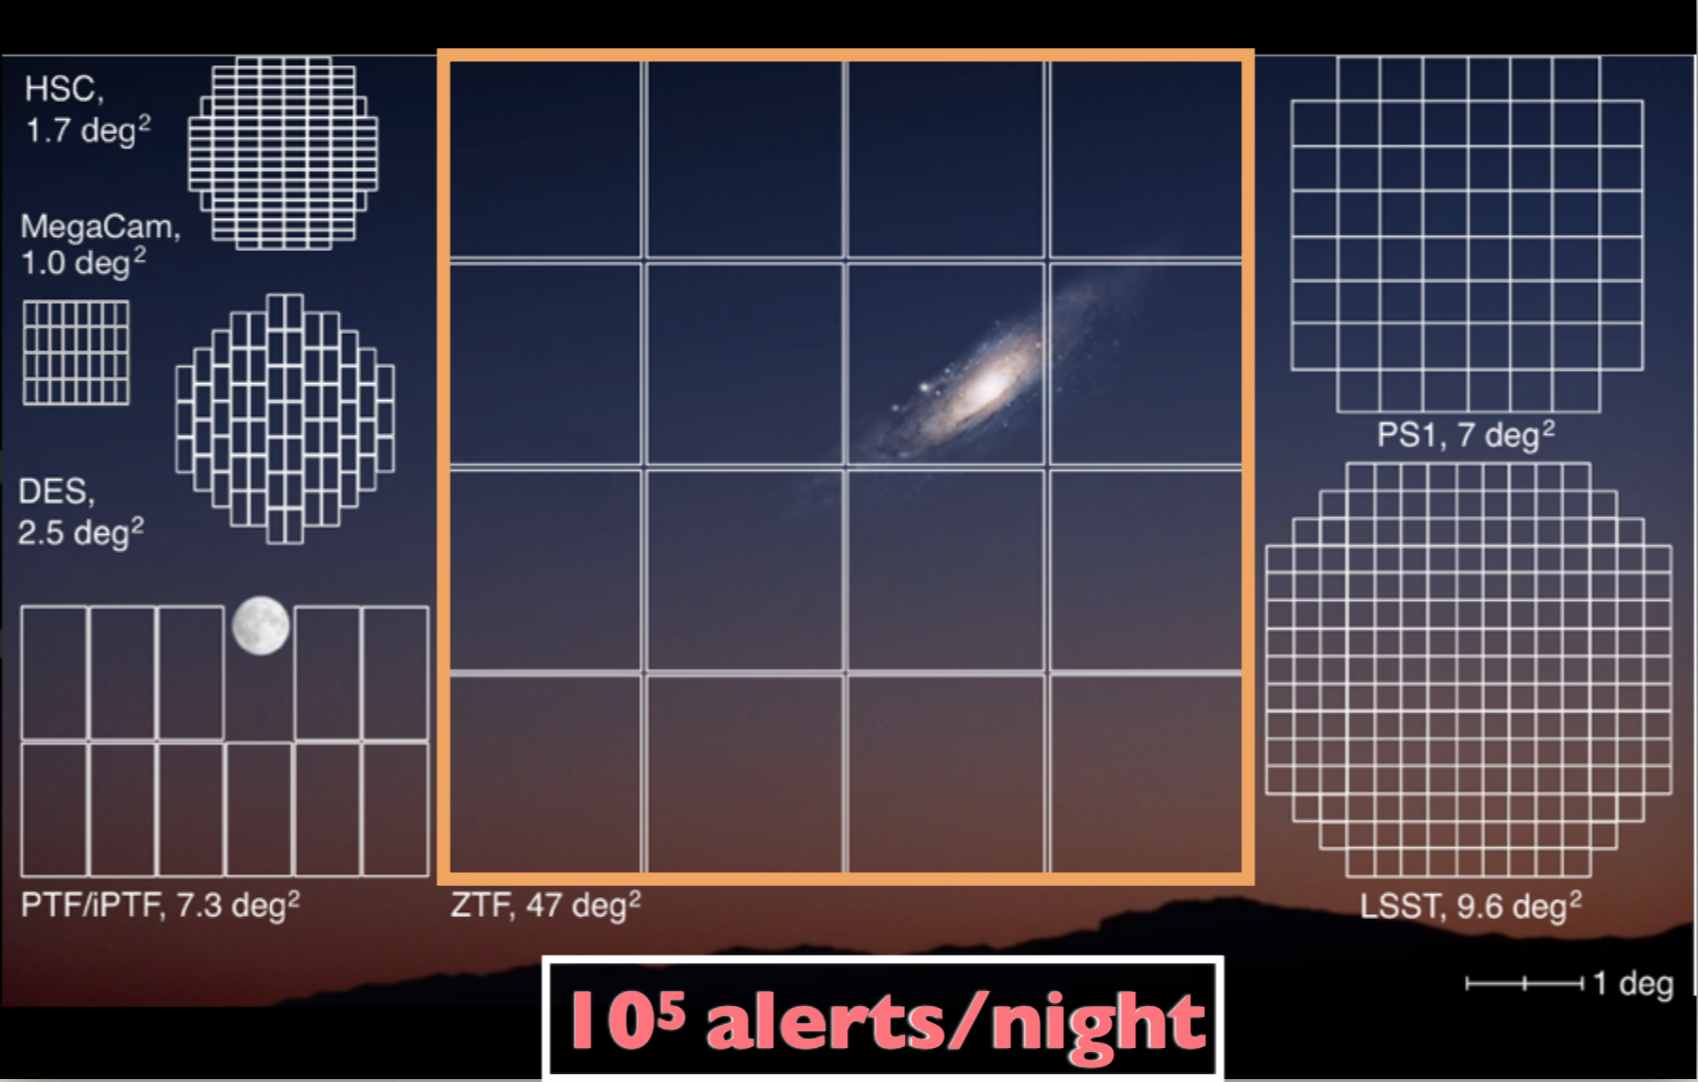 HSC,
1.7 deg²
MegaCam,
1.0 deg²
DES,
2.5 deg²
PTF/iPTF, 7.3 deg²
ZTF, 47 deg²
PS1, 7 deg²
LSST, 9.6 deg²
1 deg
10⁵ alerts/night